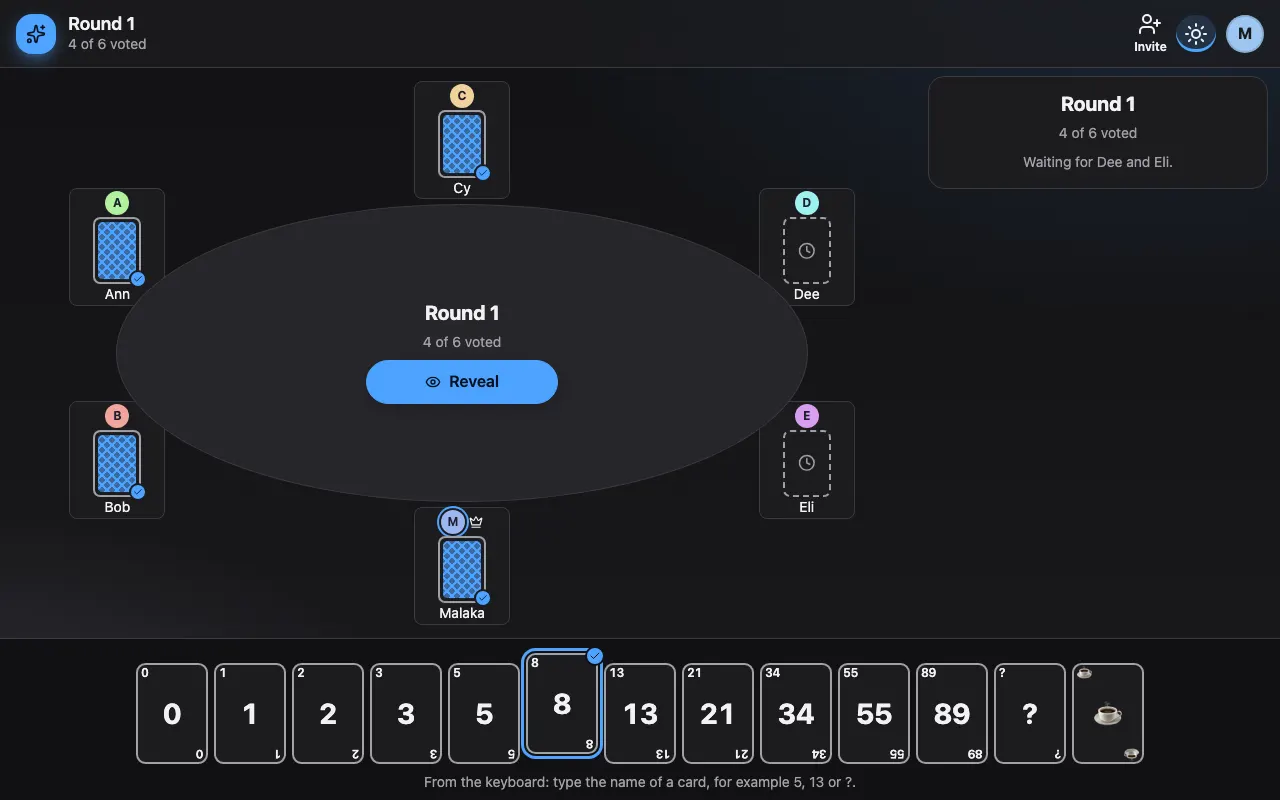 Round 1
4 of 6 voted
Invite
M
C
Cy
A
Ann
D
Dee
Round 1
4 of 6 voted
Waiting for Dee and Eli.
Round 1
4 of 6 voted
Reveal
B
Bob
E
Eli
M
Malaka
0
0
0
1
1
1
2
2
2
3
3
3
5
5
5
8
8
8
13
13
13
21
21
21
34
34
34
55
55
55
89
89
89
?
?
?
From the keyboard: type the name of a card, for example 5, 13 or ?.